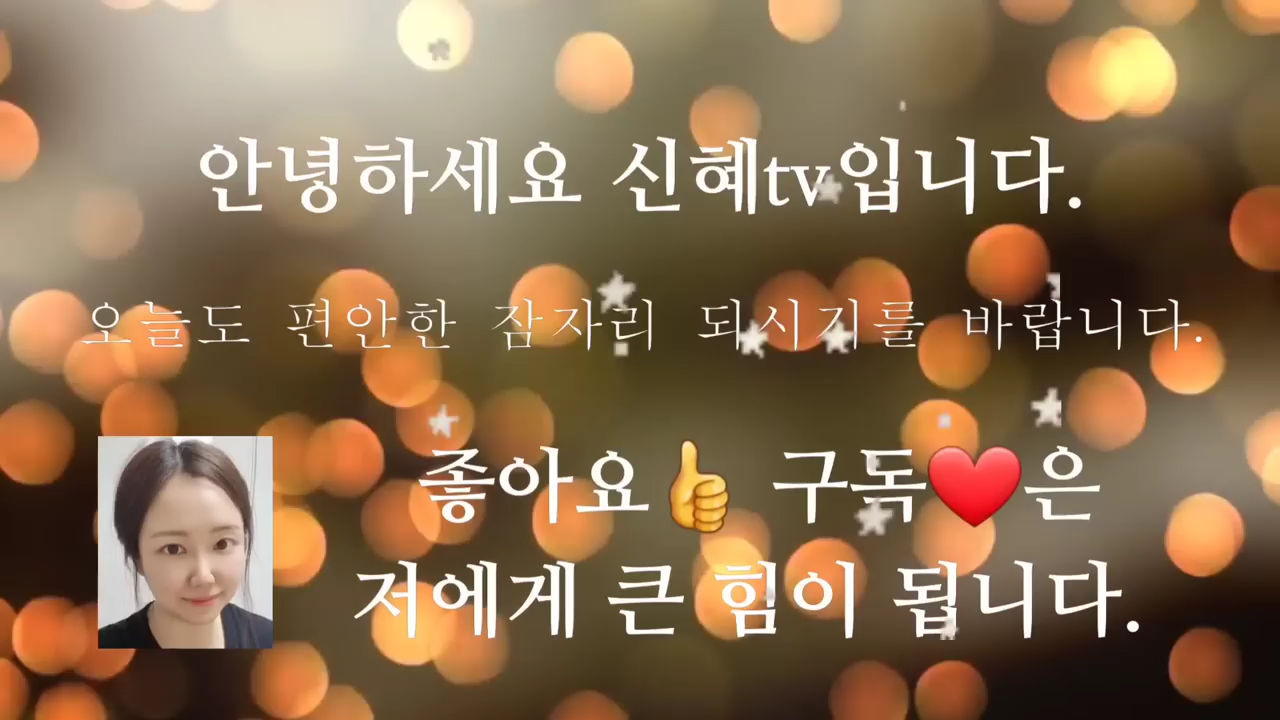 안녕하세요 신혜tv입니다.
오늘도 편안한 잠자리 되시기를 바랍니다.
좋아요👍 구독❤️은
저에게 큰 힘이 됩니다.